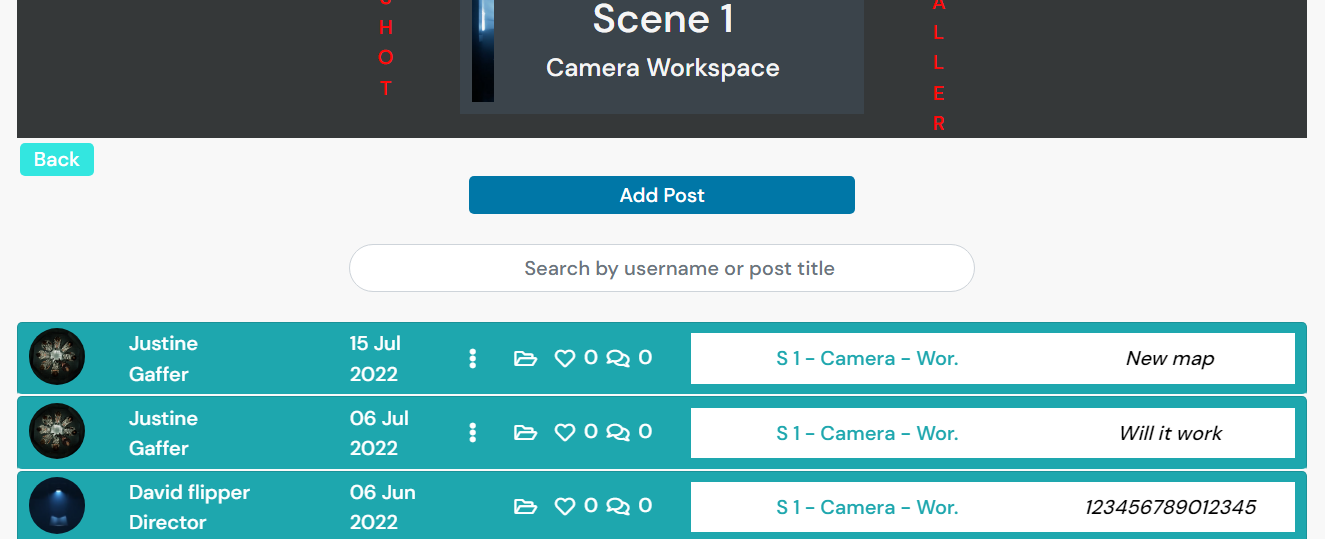 H
O
T
Scene 1
Camera Workspace
A
L
L
E
R
Back
Add Post
Search by username or post title
Justine
Gaffer
15 Jul
2022
0
0
S 1 - Camera - Wor.
New map
Justine
Gaffer
06 Jul
2022
0
0
S 1 - Camera - Wor.
Will it work
David flipper
Director
06 Jun
2022
0
0
S 1 - Camera - Wor.
123456789012345